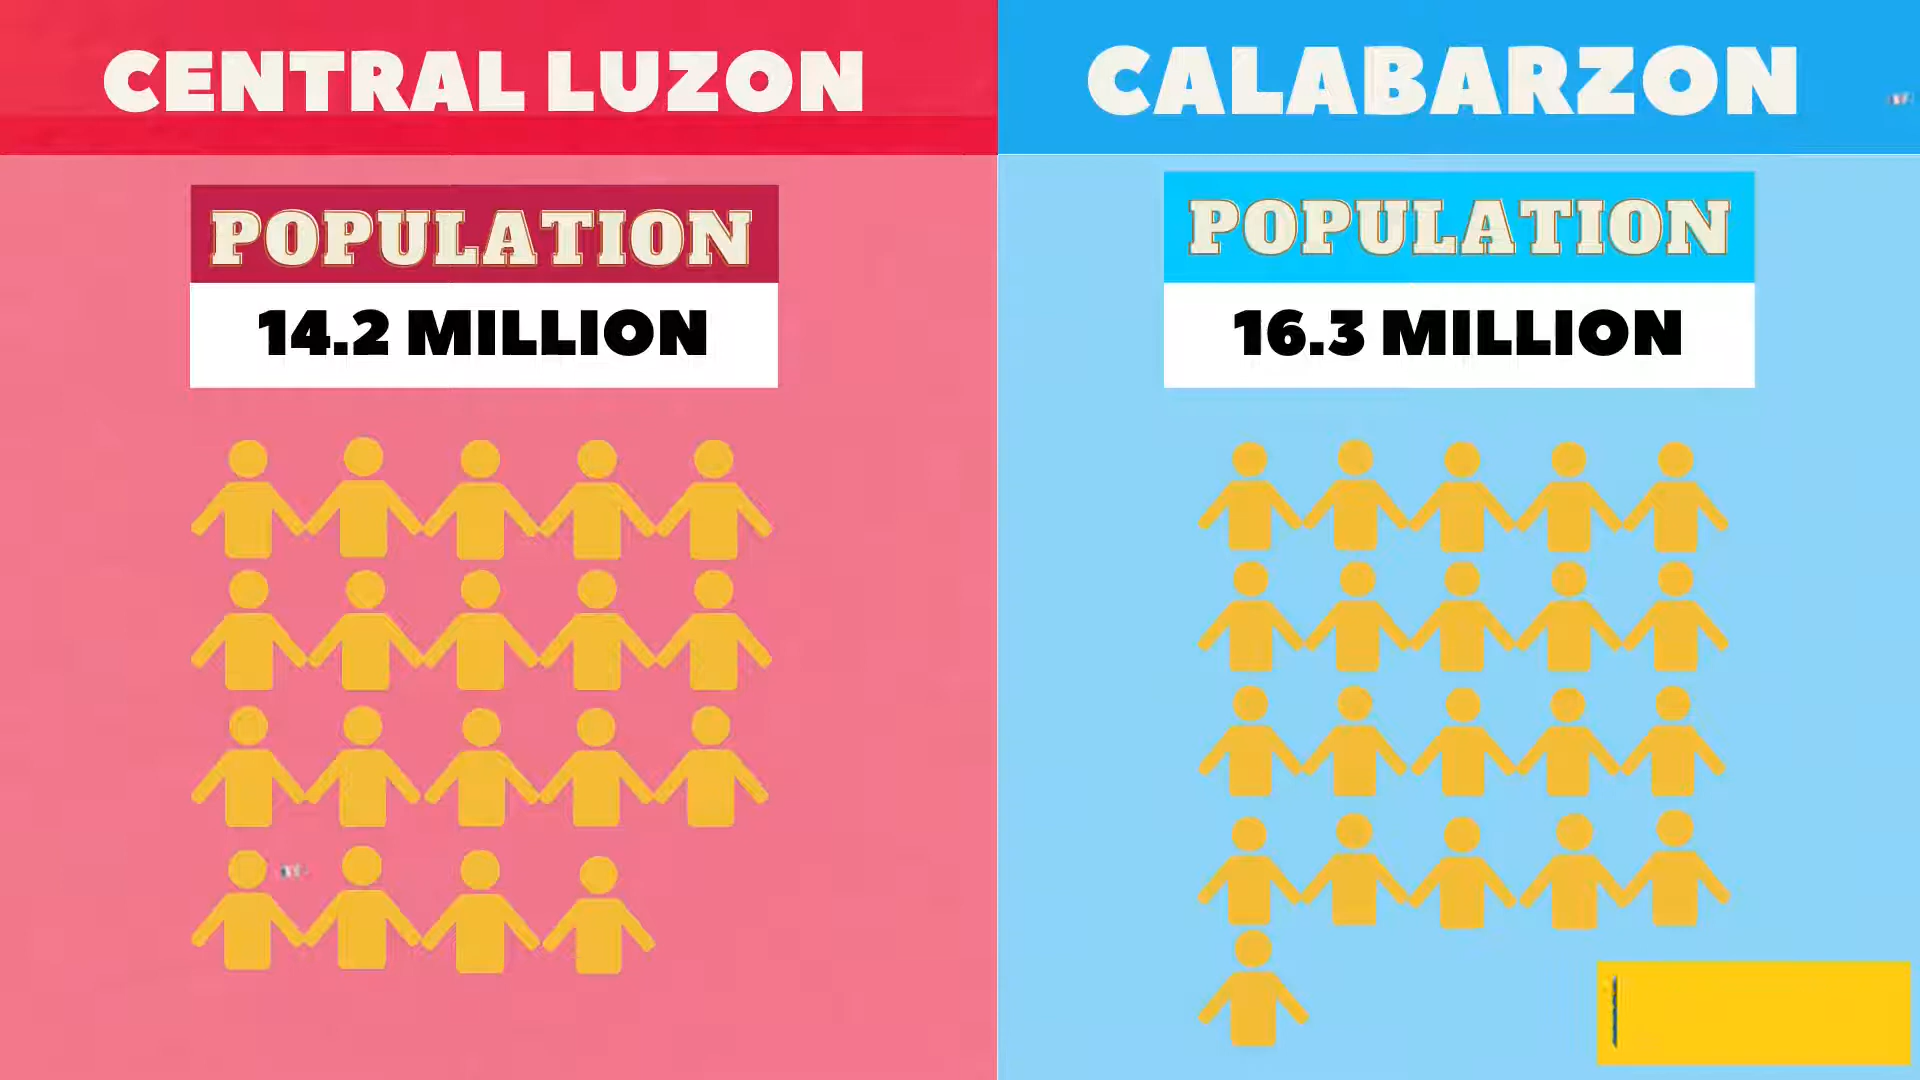 CENTRAL LUZON
POPULATION
14.2 MILLION
CALABARZON
POPULATION
16.3 MILLION